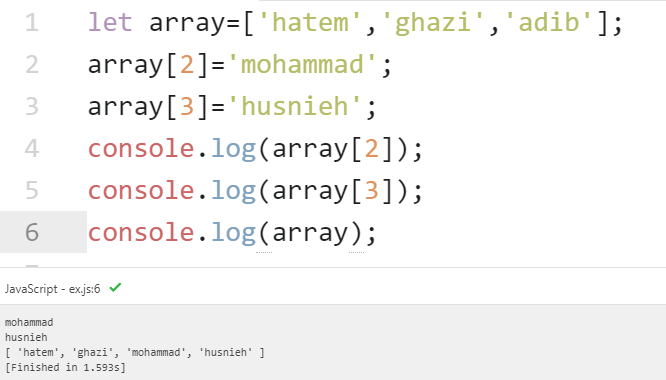 1 let array=['hatem','ghazi','adib'];
2 array[2]='mohammad';
3 array[3]='husnieh';
4 console.log(array[2]);
5 console.log(array[3]);
6 console.log(array);
JavaScript - ex.js:6 ✓
mohammad
husnieh
[ 'hatem', 'ghazi', 'mohammad', 'husnieh' ]
[Finished in 1.593s]